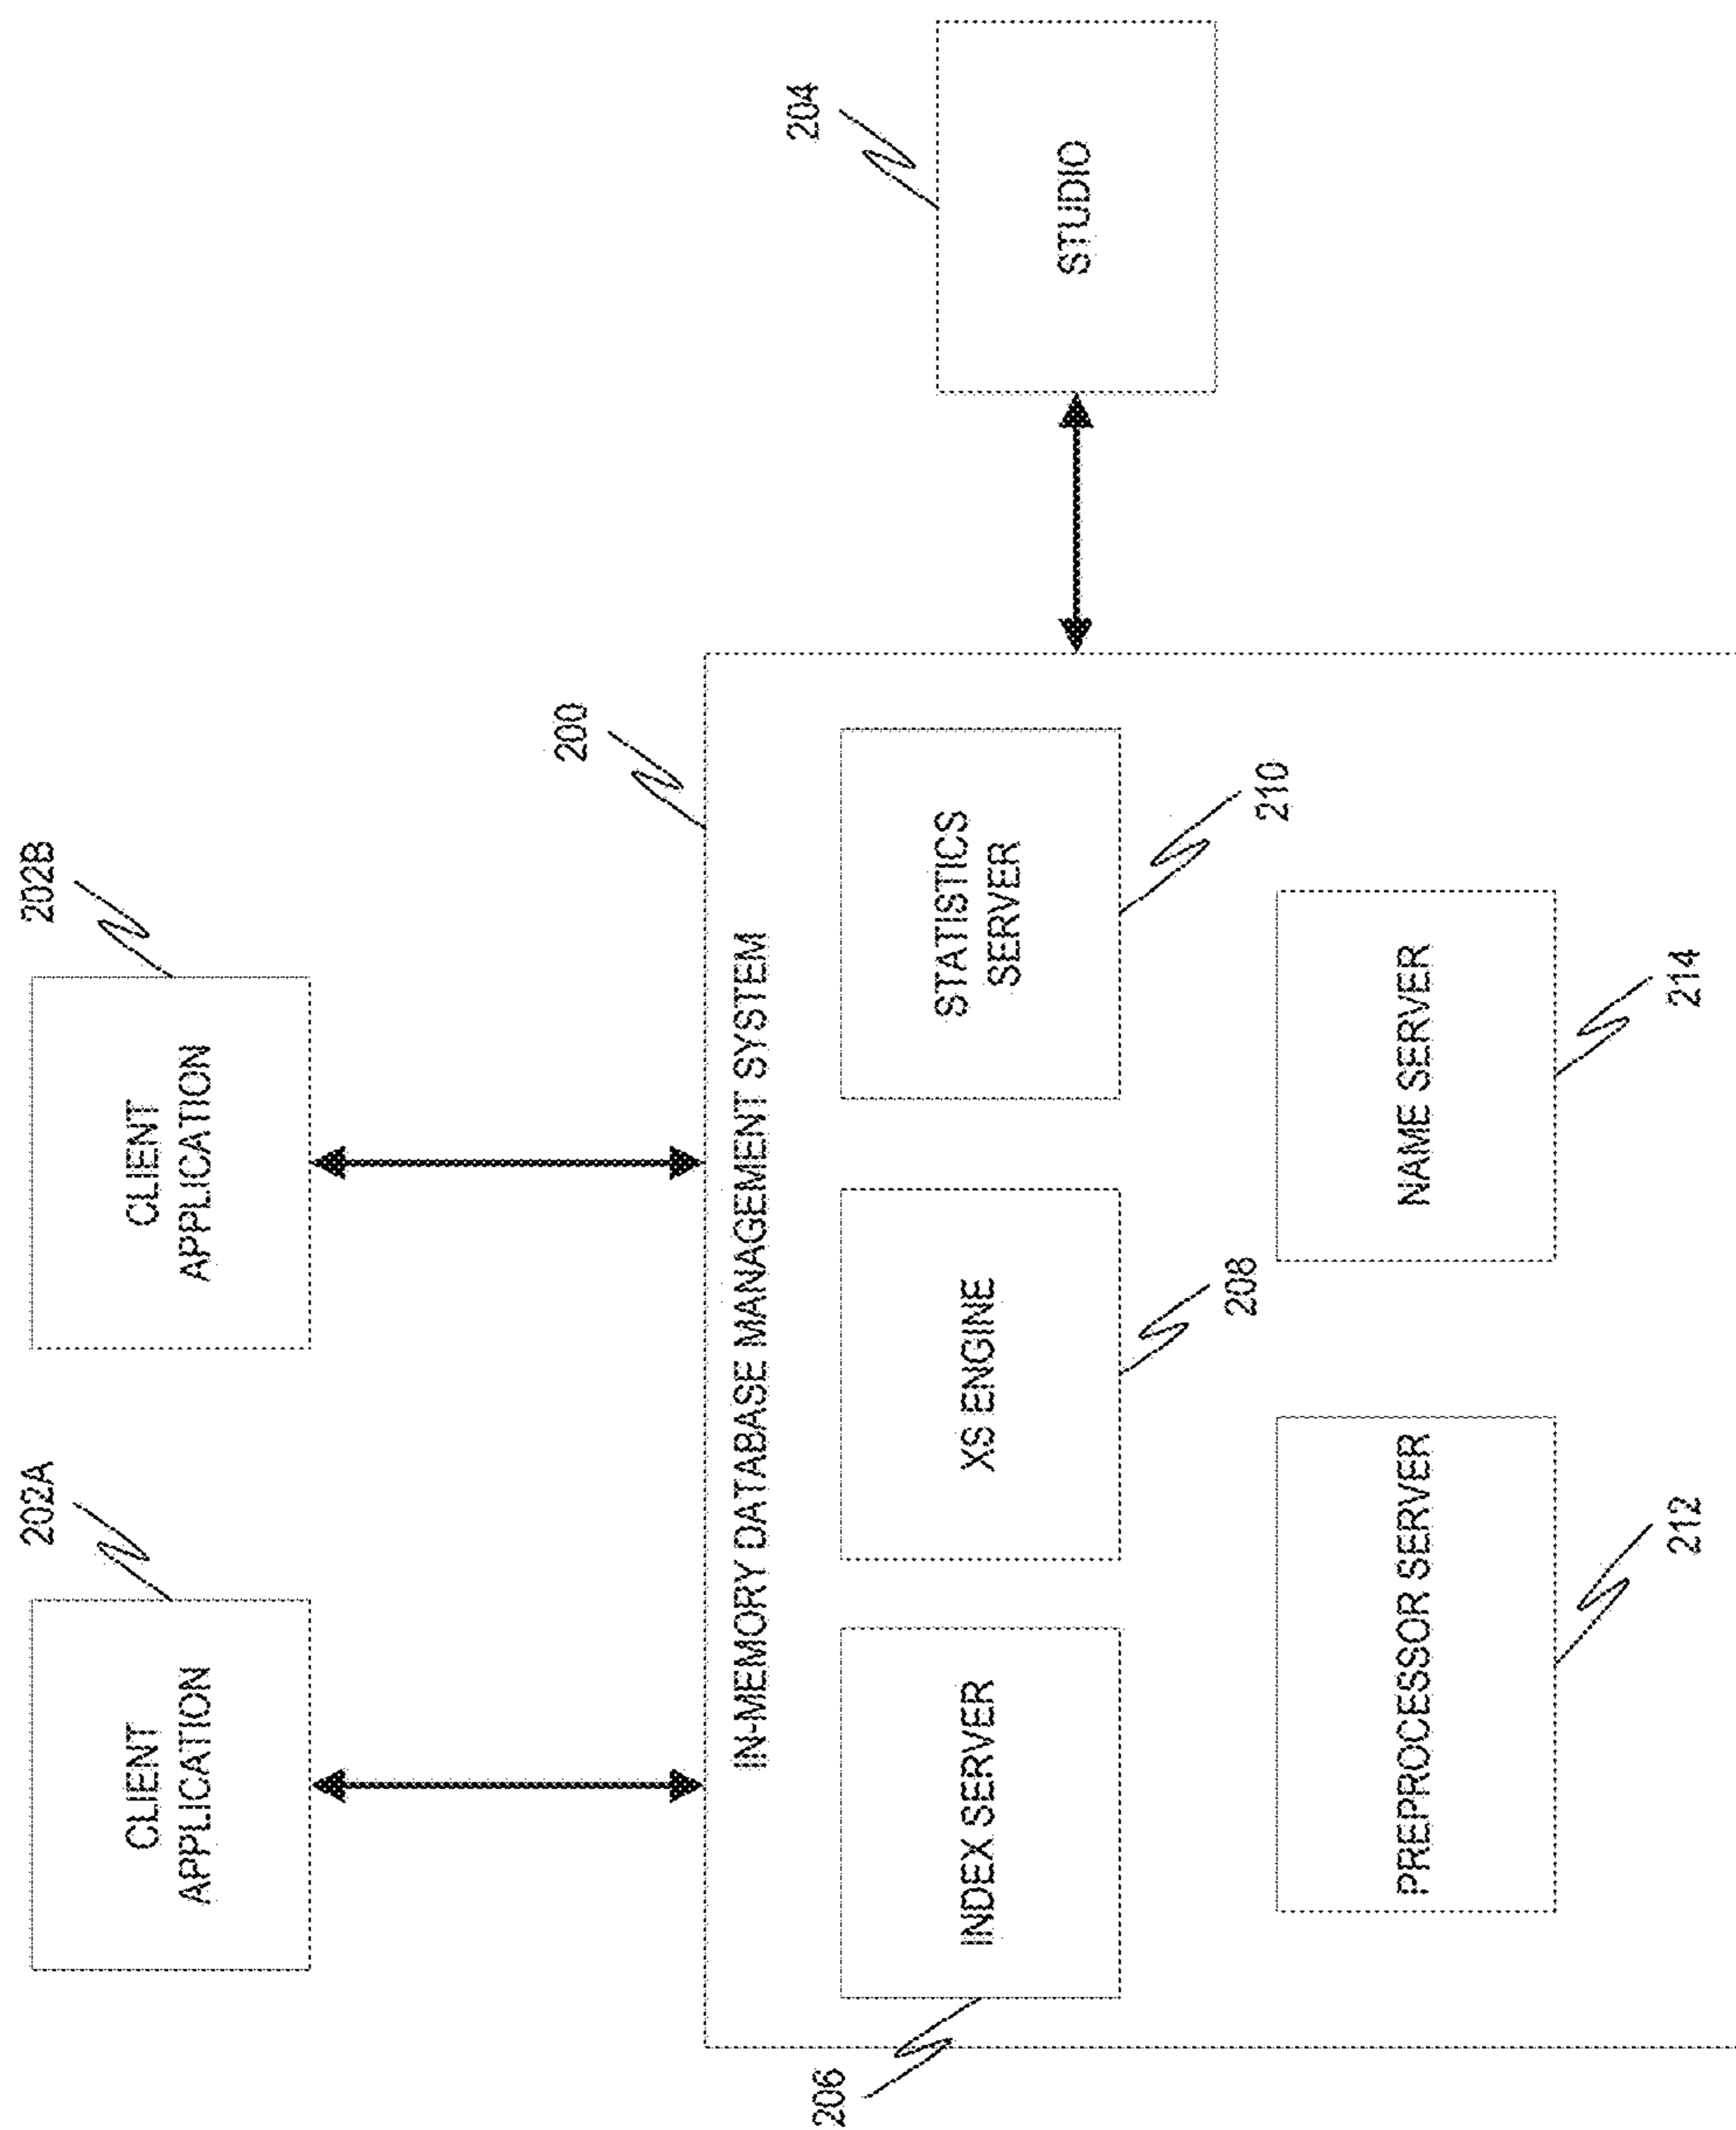 202A
202B
CLIENT
APPLICATION
CLIENT
APPLICATION
200
IN-MEMORY DATABASE MANAGEMENT SYSTEM
204
STUDIO
206
INDEX SERVER
XS ENGINE
208
STATISTICS
SERVER
210
PREPROCESSOR SERVER
212
NAME SERVER
214